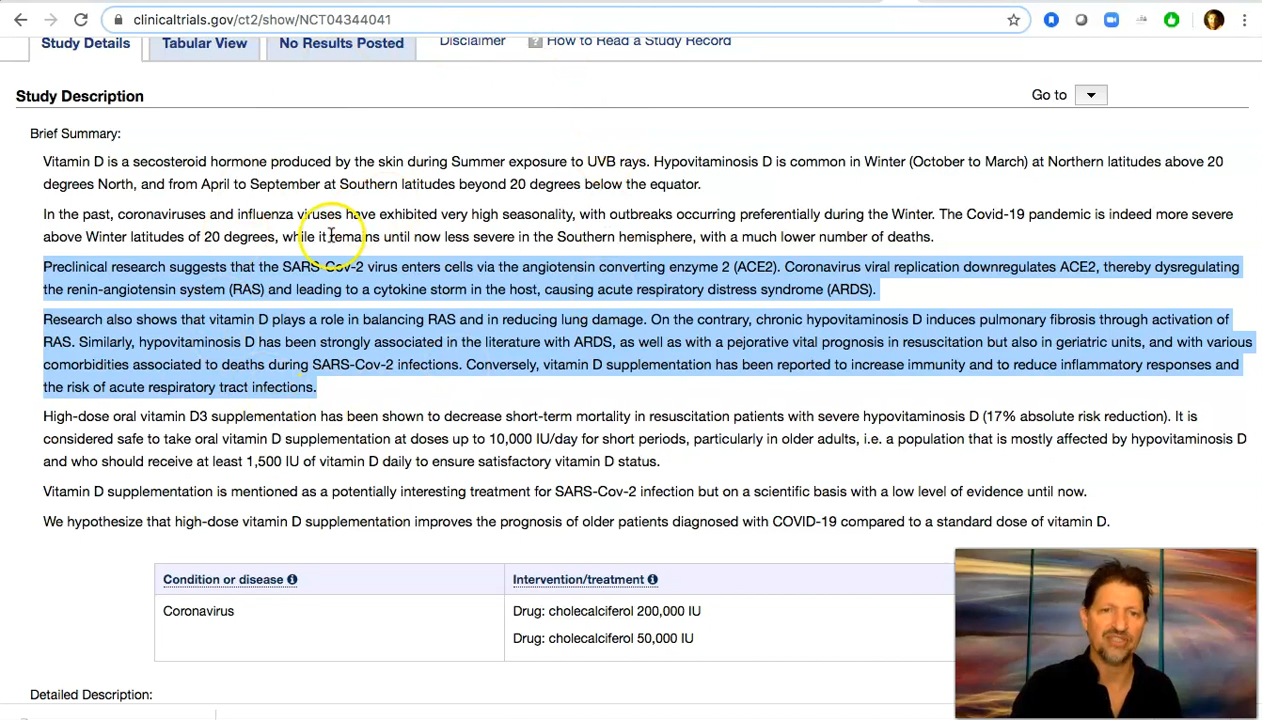 clinicaltrials.gov/ct2/show/NCT04344041
Study Details
Tabular View
No Results Posted
Disclaimer
How to Read a Study Record
Study Description
Go to
Brief Summary:
Vitamin D is a secosteroid hormone produced by the skin during Summer exposure to UVB rays. Hypovitaminosis D is common in Winter (October to March) at Northern latitudes above 20
degrees North, and from April to September at Southern latitudes beyond 20 degrees below the equator.
In the past, coronaviruses and influenza viruses have exhibited very high seasonality, with outbreaks occurring preferentially during the Winter. The Covid-19 pandemic is indeed more severe
above Winter latitudes of 20 degrees, while it remains until now less severe in the Southern hemisphere, with a much lower number of deaths.
Preclinical research suggests that the SARS-Cov-2 virus enters cells via the angiotensin converting enzyme 2 (ACE2). Coronavirus viral replication downregulates ACE2, thereby dysregulating
the renin-angiotensin system (RAS) and leading to a cytokine storm in the host, causing acute respiratory distress syndrome (ARDS).
Research also shows that vitamin D plays a role in balancing RAS and in reducing lung damage. On the contrary, chronic hypovitaminosis D induces pulmonary fibrosis through activation of
RAS. Similarly, hypovitaminosis D has been strongly associated in the literature with ARDS, as well as with a pejorative vital prognosis in resuscitation but also in geriatric units, and with various
comorbidities associated to deaths during SARS-Cov-2 infections. Conversely, vitamin D supplementation has been reported to increase immunity and to reduce inflammatory responses and
the risk of acute respiratory tract infections.
High-dose oral vitamin D3 supplementation has been shown to decrease short-term mortality in resuscitation patients with severe hypovitaminosis D (17% absolute risk reduction). It is
considered safe to take oral vitamin D supplementation at doses up to 10,000 IU/day for short periods, particularly in older adults, i.e. a population that is mostly affected by hypovitaminosis D
and who should receive at least 1,500 IU of vitamin D daily to ensure satisfactory vitamin D status.
Vitamin D supplementation is mentioned as a potentially interesting treatment for SARS-Cov-2 infection but on a scientific basis with a low level of evidence until now.
We hypothesize that high-dose vitamin D supplementation improves the prognosis of older patients diagnosed with COVID-19 compared to a standard dose of vitamin D.
Condition or disease
Intervention/treatment
Coronavirus
Drug: cholecalciferol 200,000 IU
Drug: cholecalciferol 50,000 IU
Detailed Description: